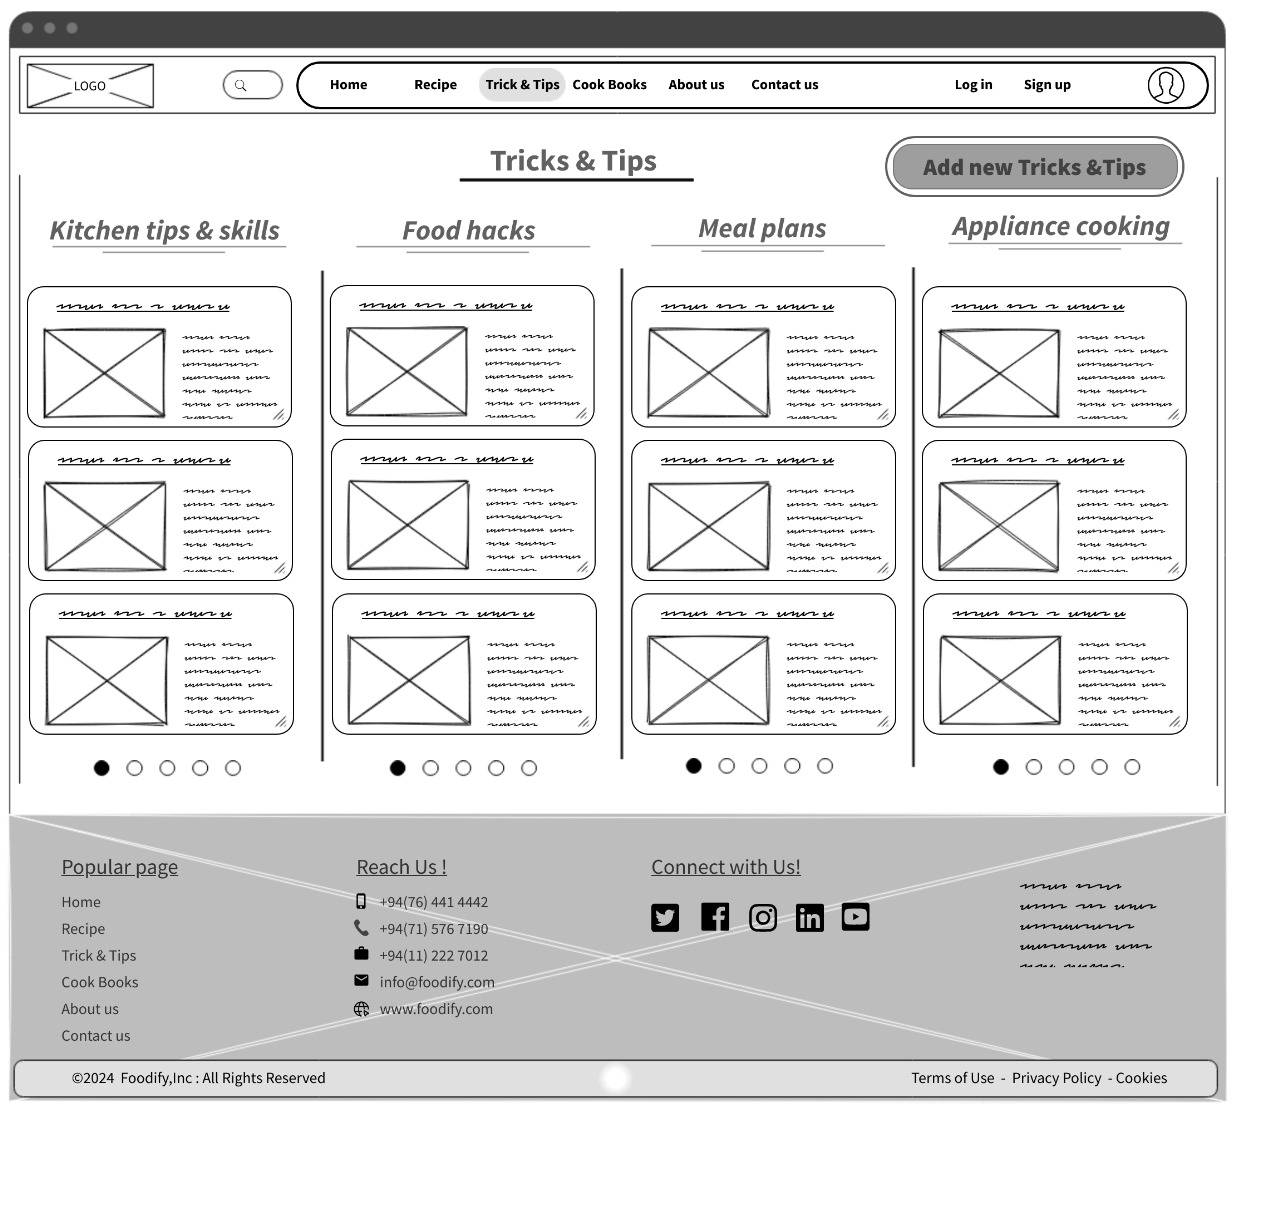 LOGO
Home Recipe Trick & Tips Cook Books About us Contact us Log in Sign up
Tricks & Tips
Add new Tricks &Tips
Kitchen tips & skills
Food hacks
Meal plans
Appliance cooking
Popular page
Home
Recipe
Trick & Tips
Cook Books
About us
Contact us
Reach Us !
+94(76) 441 4442
+94(71) 576 7190
+94(11) 222 7012
info@foodify.com
www.foodify.com
Connect with Us!
©2024 Foodify,Inc : All Rights Reserved
Terms of Use - Privacy Policy - Cookies